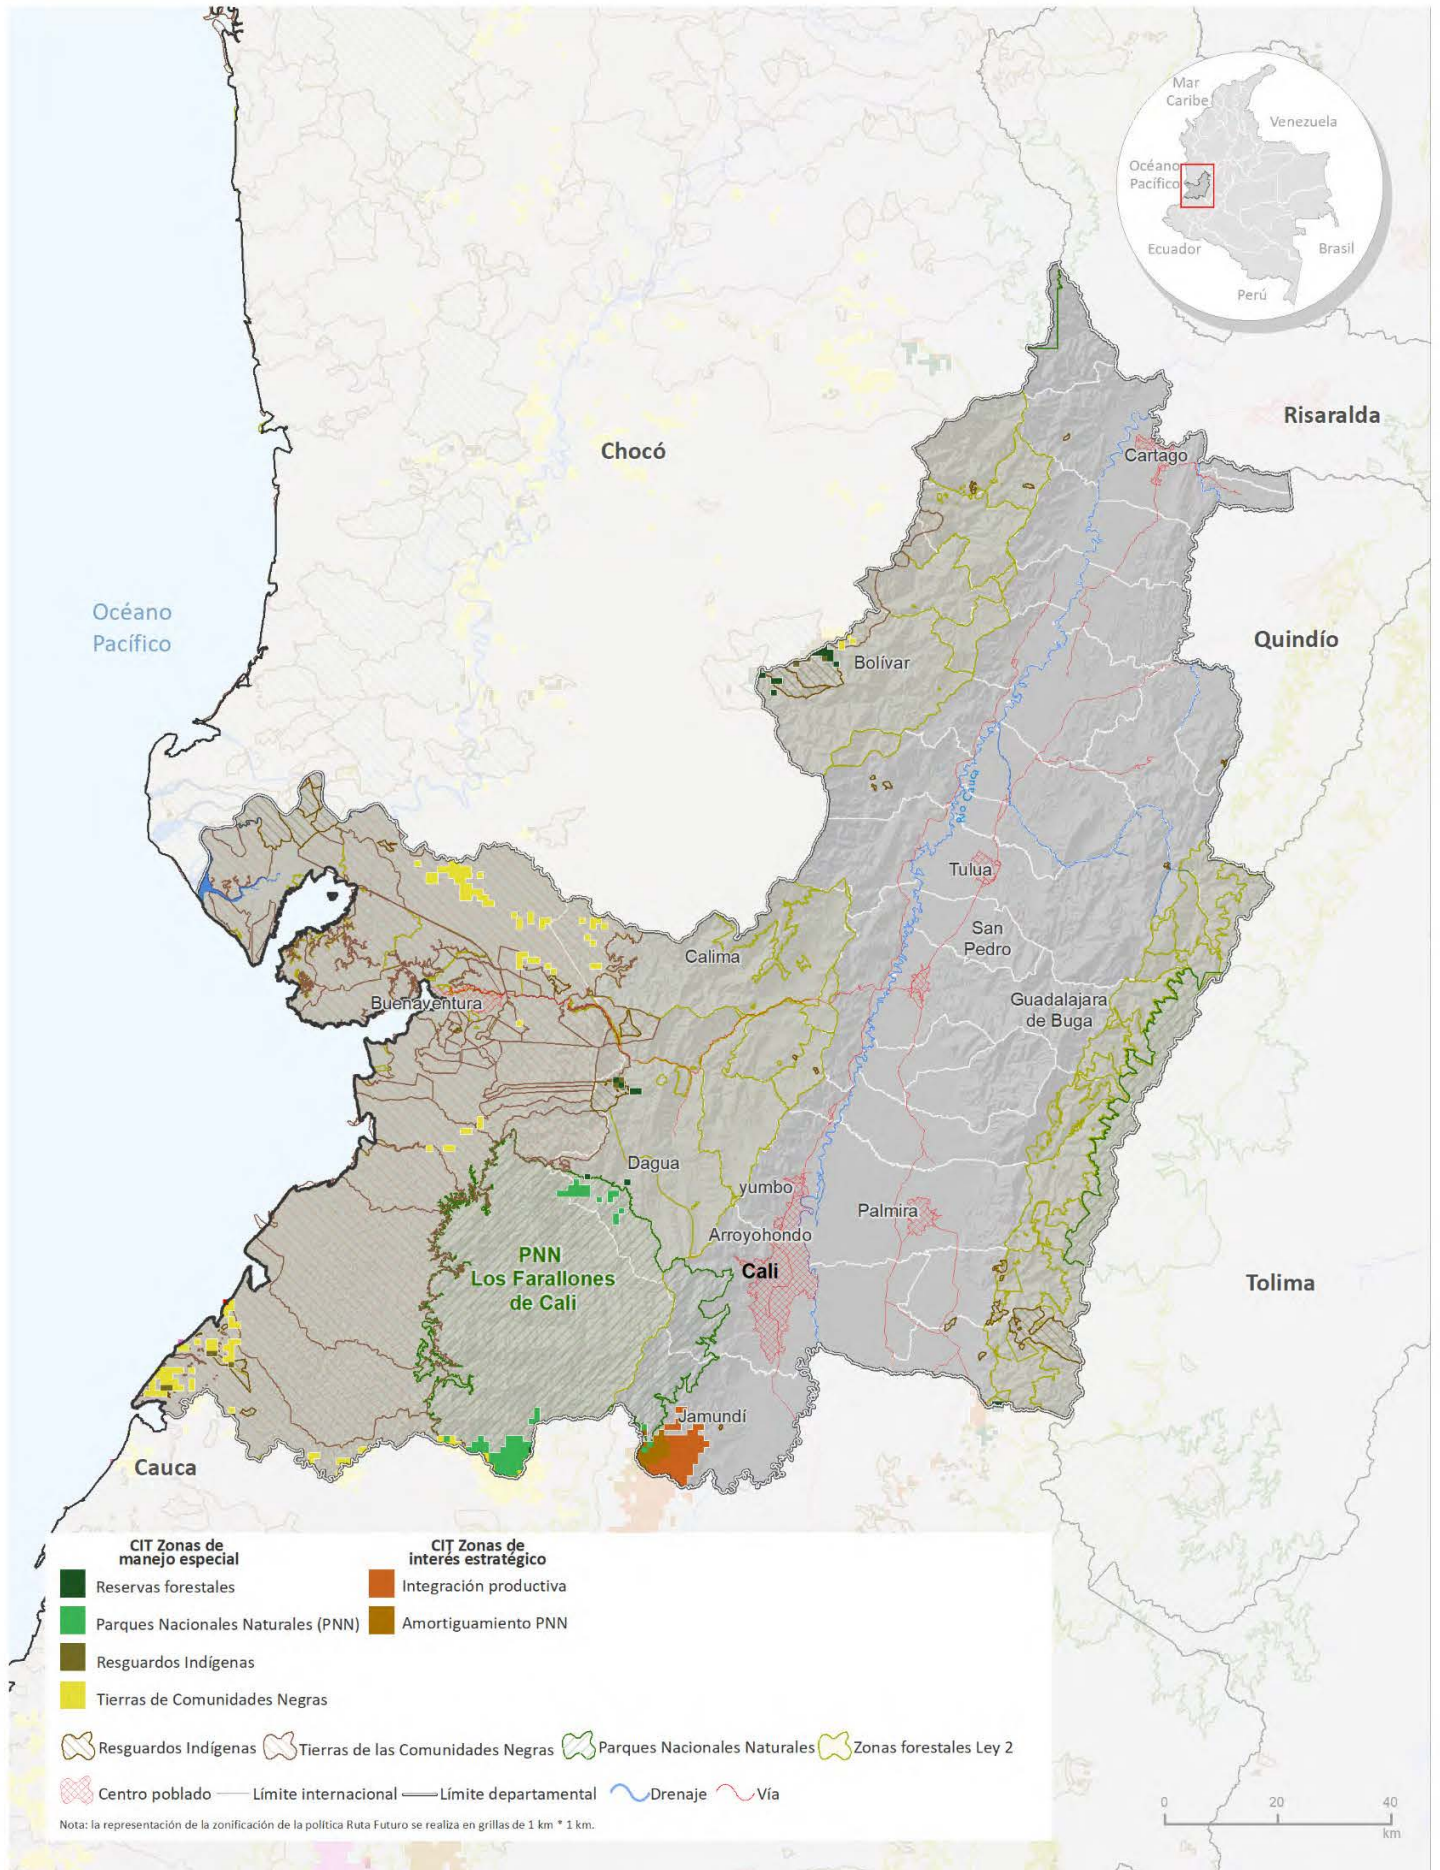 Mar
Caribe
Venezuela
Océano
Pacífico
Ecuador
Brasil
Perú
Risaralda
Chocó
Cartago
Océano
Pacífico
Quindío
Bolívar
Río Cauca
Tulua
San
Pedro
Calima
Buenaventura
Guadalajara
de Buga
Dagua
yumbo
Palmira
Arroyohondo
PNN
Los Farallones
de Cali
Cali
Tolima
Jamundí
Cauca
CIT Zonas de
manejo especial
Reservas forestales
Parques Nacionales Naturales (PNN)
Resguardos Indígenas
Tierras de Comunidades Negras
CIT Zonas de
interés estratégico
Integración productiva
Amortiguamiento PNN
Resguardos Indígenas Tierras de las Comunidades Negras Parques Nacionales Naturales Zonas forestales Ley 2
Centro poblado Límite internacional Límite departamental Drenaje Vía
Nota: la representación de la zonificación de la política Ruta Futuro se realiza en grillas de 1 km * 1 km.
0 20 40
km